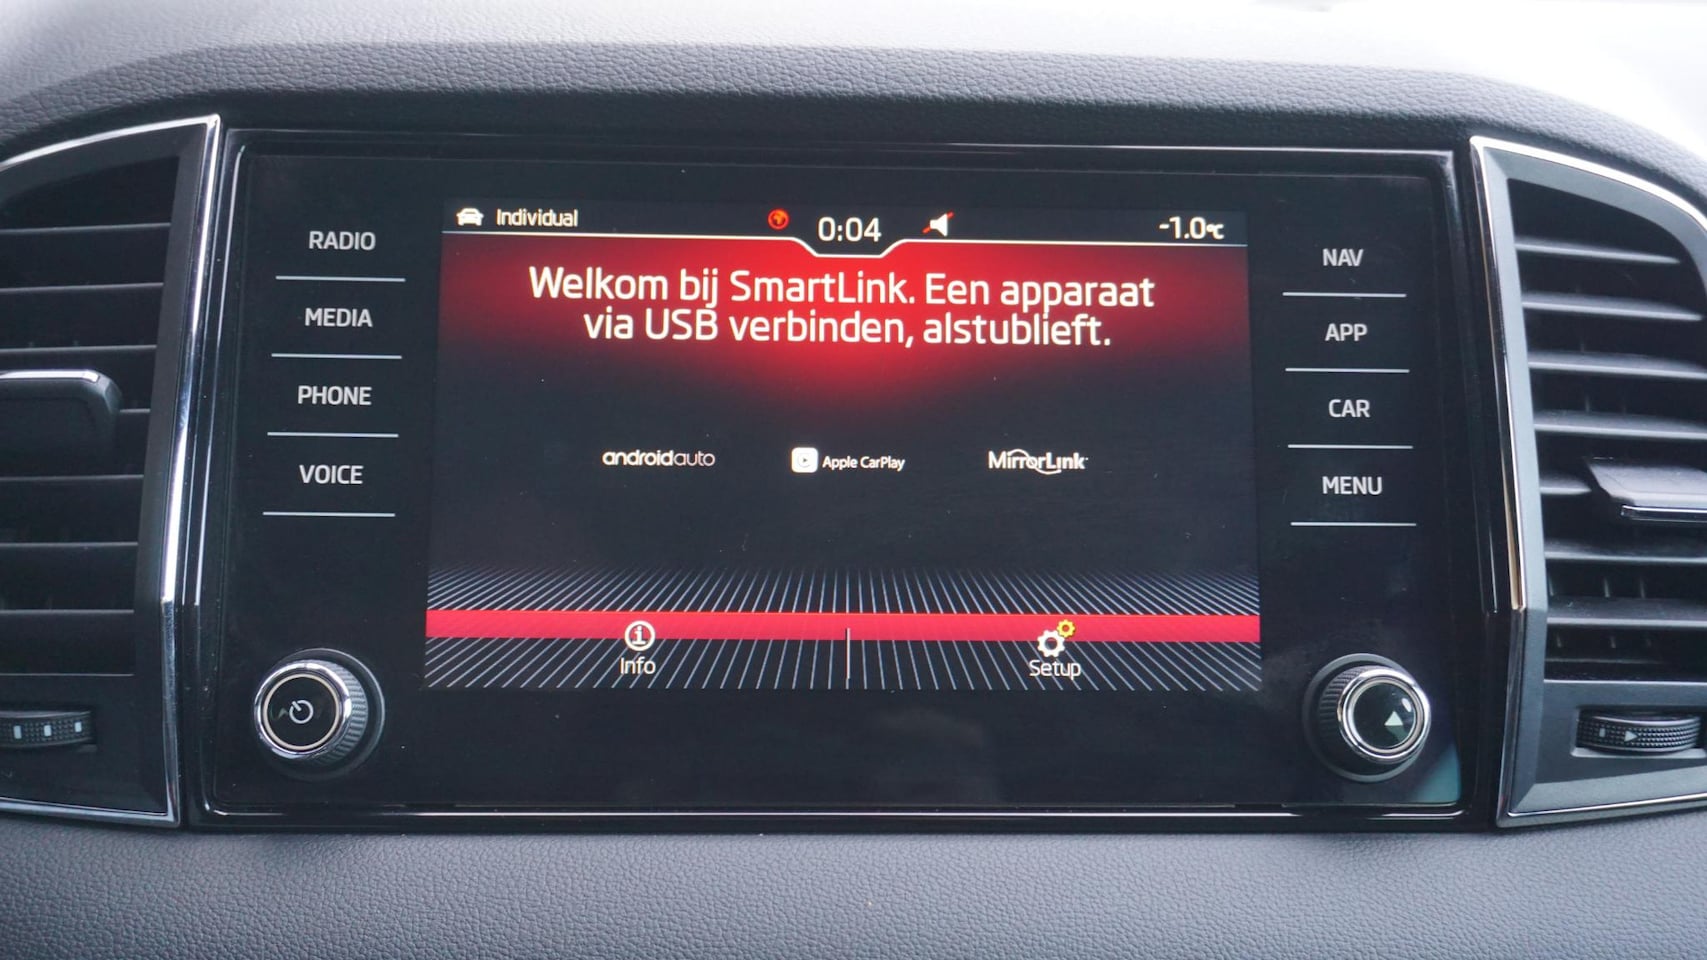 Individual
0:04
-1.0°C
RADIO
MEDIA
PHONE
VOICE
Welkom bij SmartLink. Een apparaat
via USB verbinden, alstublieft.
androidauto
Apple CarPlay
MirrorLink
Info
Setup
NAV
APP
CAR
MENU